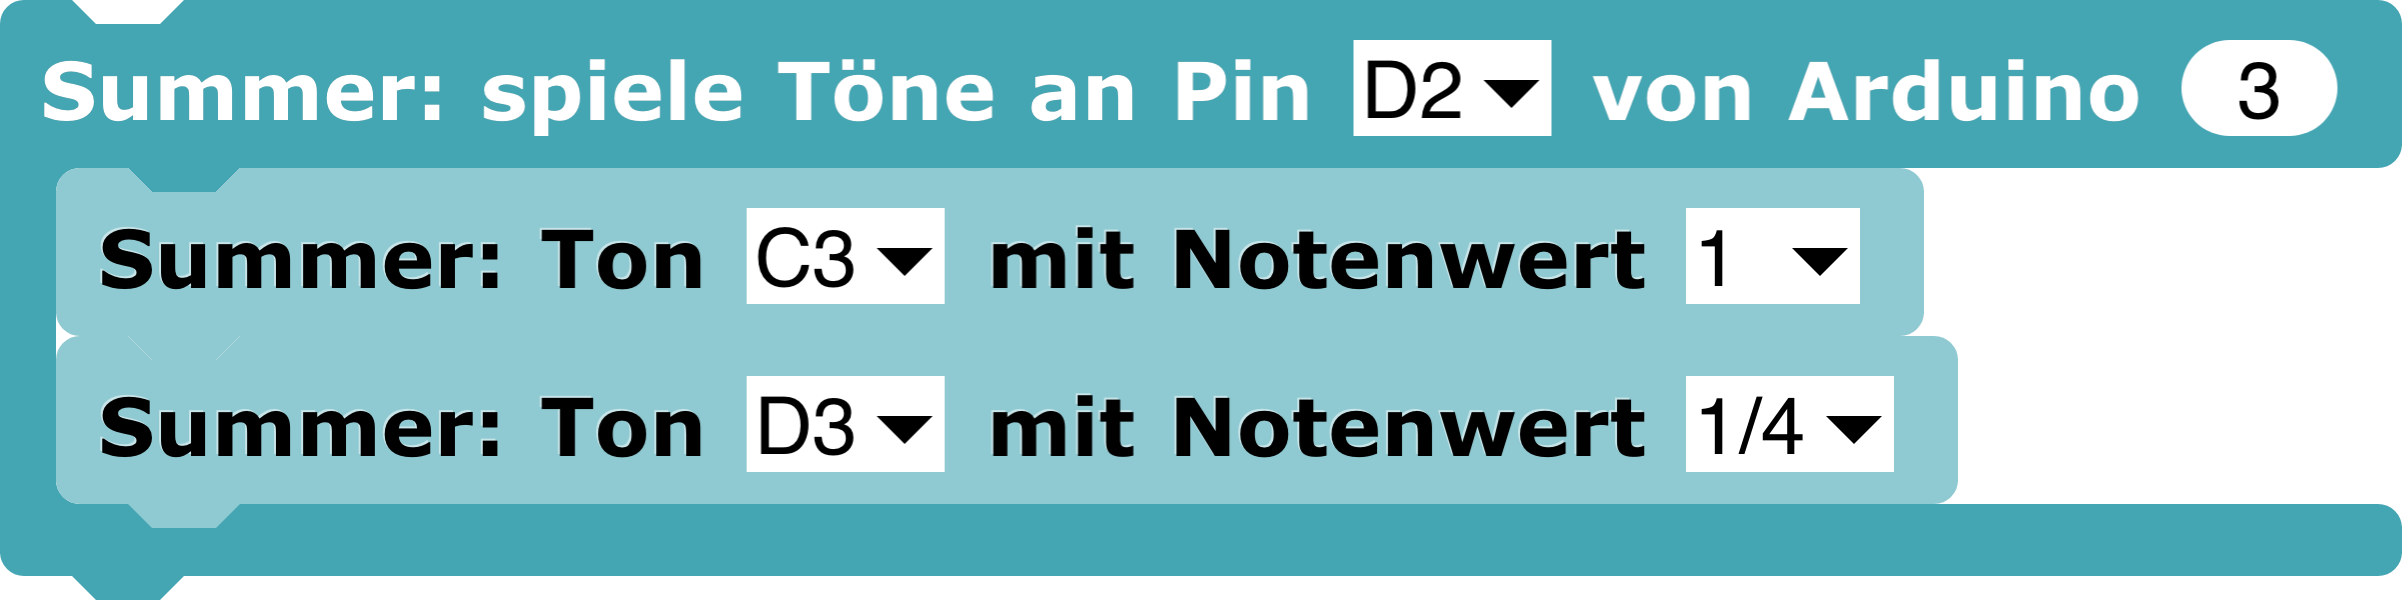 Summer: spiele Töne an Pin D2 von Arduino 3
Summer: Ton C3 mit Notenwert 1
Summer: Ton D3 mit Notenwert 1/4